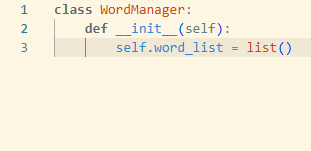 1 class WordManager:
2     def __init__(self):
3         self.word_list = list()